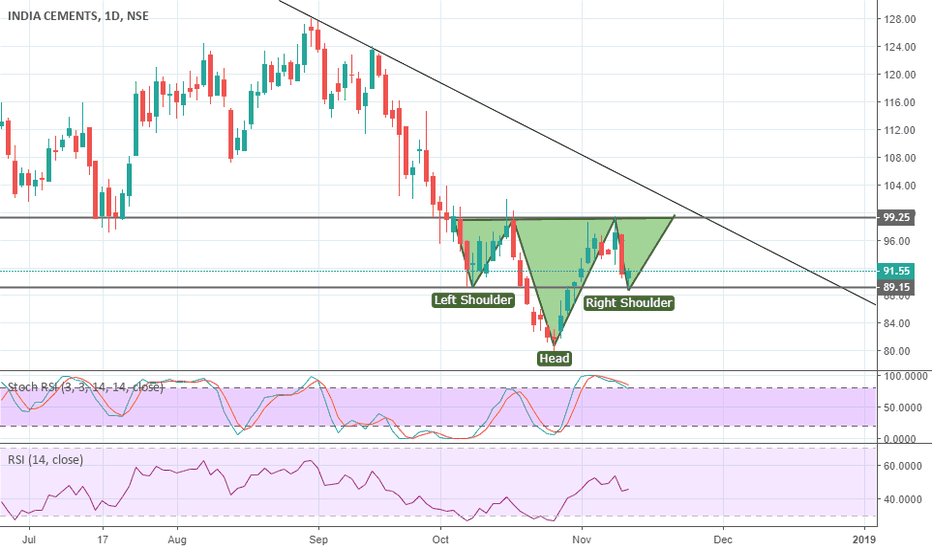 INDIA CEMENTS, 1D, NSE
128.00
124.00
120.00
116.00
112.00
108.00
104.00
99.25
96.00
91.55
89.15
88.00
84.00
80.00
Left Shoulder
Right Shoulder
Head
Stoch RSI (3, 3, 14, 14, close)
100.0000
50.0000
0.0000
RSI (14, close)
60.0000
40.0000
Jul 17 Aug Sep Oct Nov Dec 2019